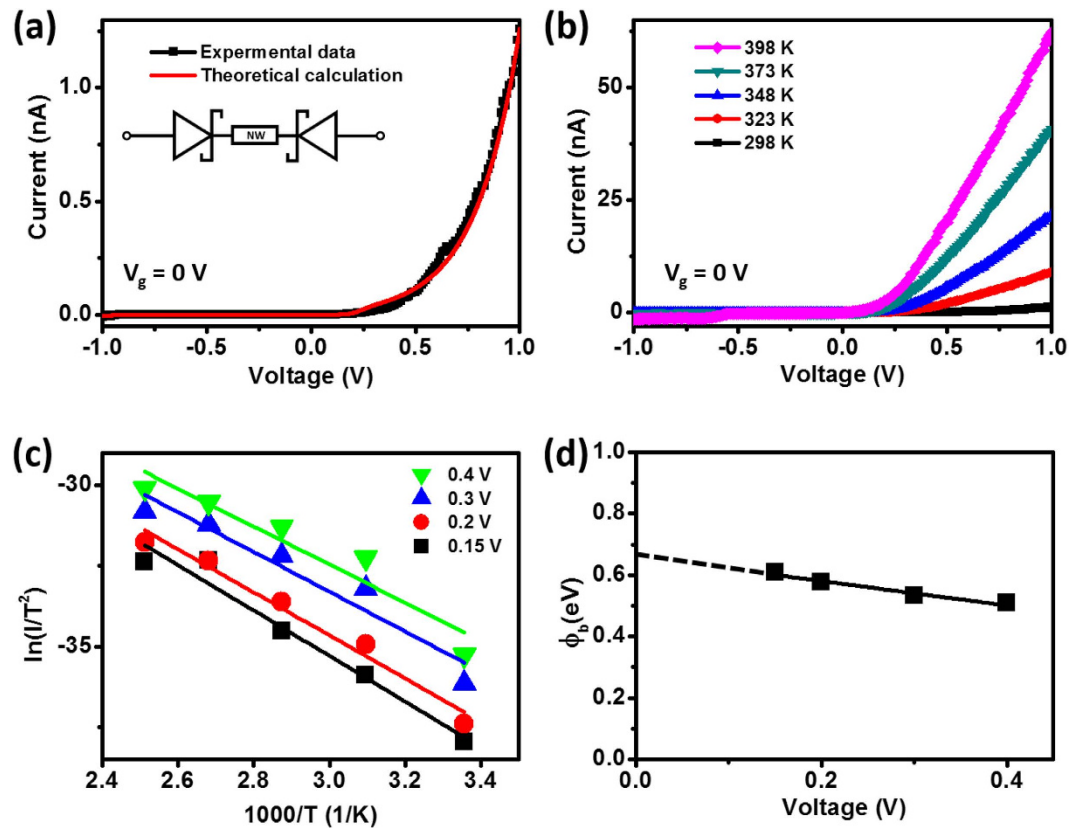 (a)
Expermental data
Theoretical calculation
NW
V_g = 0 V
Current (nA)
1.0
0.5
0.0
-1.0 -0.5 0.0 0.5 1.0
Voltage (V)
(b)
398 K
373 K
348 K
323 K
298 K
V_g = 0 V
Current (nA)
50
25
0
-1.0 -0.5 0.0 0.5 1.0
Voltage (V)
(c)
0.4 V
0.3 V
0.2 V
0.15 V
ln(I/T²)
-30
-35
2.4 2.6 2.8 3.0 3.2 3.4
1000/T (1/K)
(d)
ϕ_b(eV)
1.0
0.8
0.6
0.4
0.2
0.0
0.0 0.2 0.4
Voltage (V)